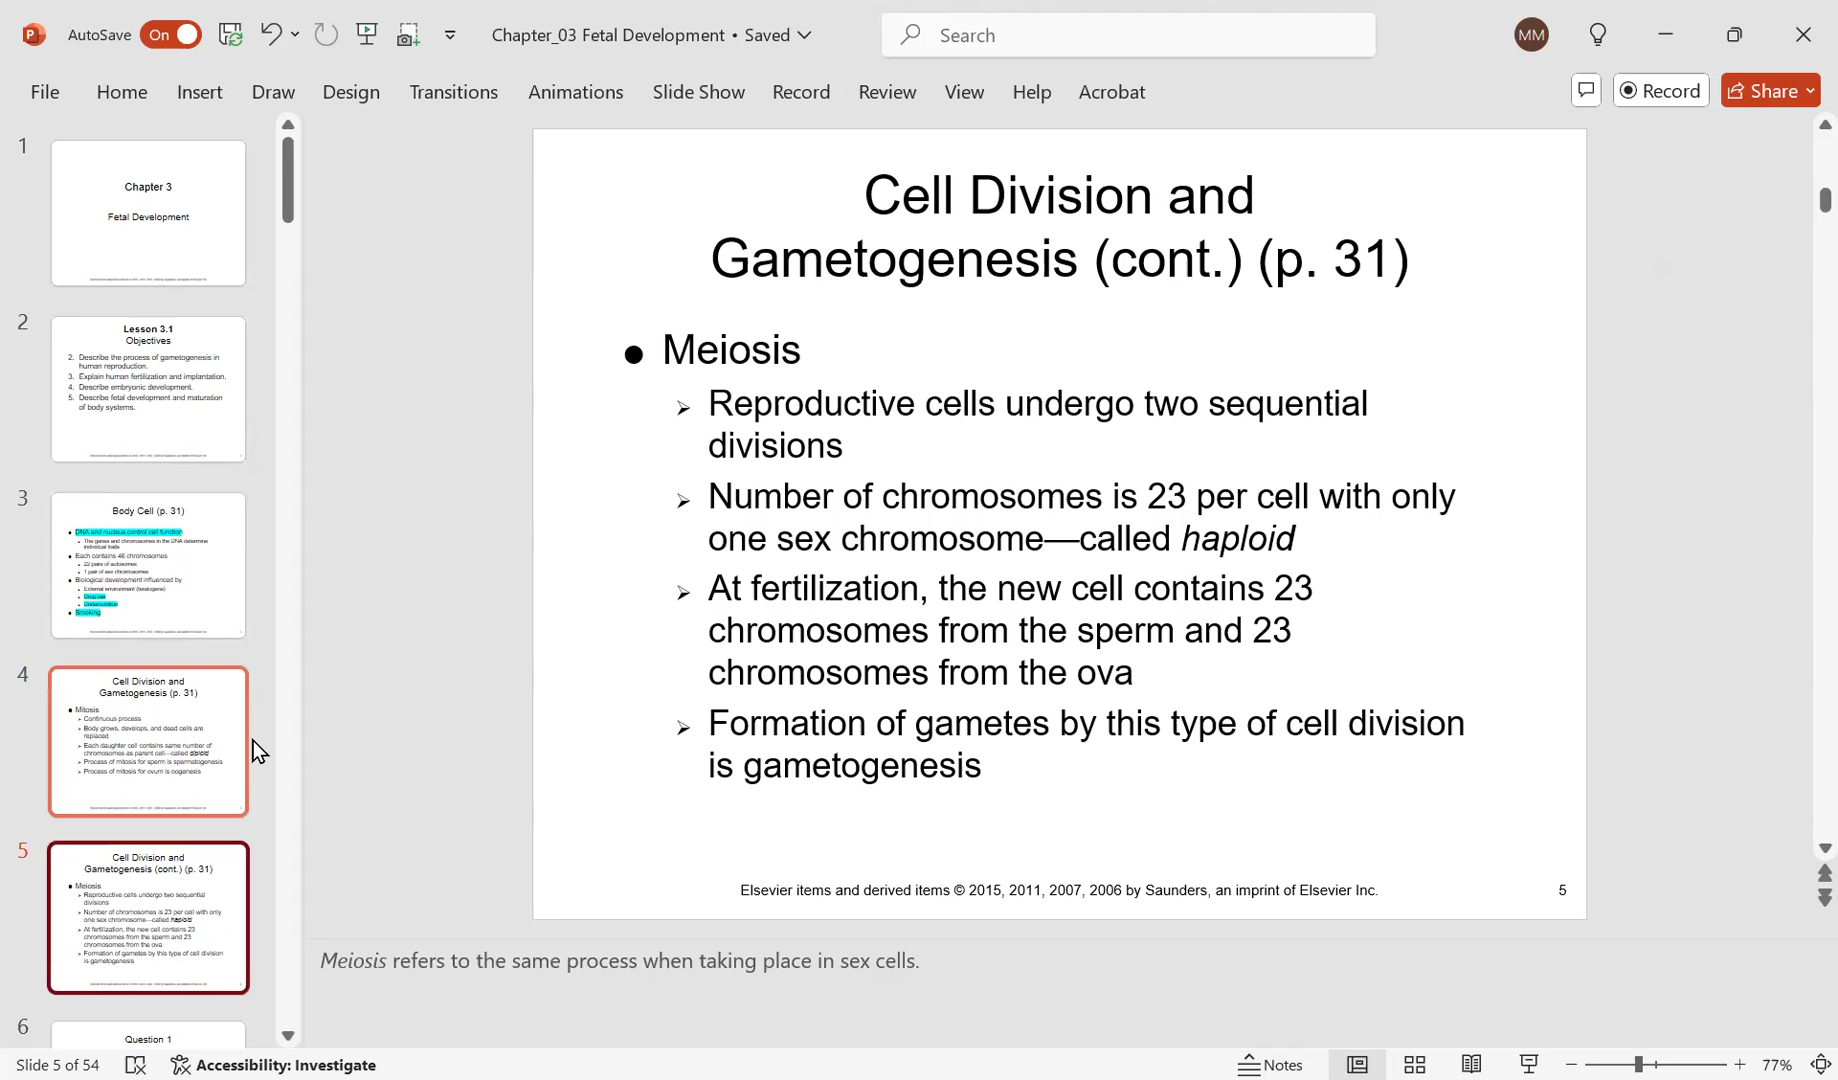 AutoSave On Chapter_03 Fetal Development • Saved Search MM
File Home Insert Draw Design Transitions Animations Slide Show Record Review View Help Acrobat Record Share
1
Chapter 3
Fetal Development
2
Lesson 3.1
Objectives
2. Describe the process of gametogenesis in
human reproduction.
3. Explain human fertilization and implantation.
4. Describe embryonic development.
5. Describe fetal development and maturation
of body systems.
3
Body Cell (p. 31)
• DNA and nucleus control cell function
The genes and chromosomes in the DNA determine
individual traits
• Each contains 46 chromosomes
22 pairs of autosomes
1 pair of sex chromosomes
• Biological development influenced by
External environment (teratogens)
Drug use
Undernutrition
• Smoking
4
Cell Division and
Gametogenesis (p. 31)
• Mitosis
➢ Continuous process
➢ Body grows, develops, and dead cells are
replaced
➢ Each daughter cell contains same number of
chromosomes as parent cell—called diploid
➢ Process of mitosis for sperm is spermatogenesis
➢ Process of mitosis for ovum is oogenesis
5
Cell Division and
Gametogenesis (cont.) (p. 31)
• Meiosis
➢ Reproductive cells undergo two sequential
divisions
➢ Number of chromosomes is 23 per cell with only
one sex chromosome—called haploid
➢ At fertilization, the new cell contains 23
chromosomes from the sperm and 23
chromosomes from the ova
➢ Formation of gametes by this type of cell division
is gametogenesis
6
Question 1
Cell Division and
Gametogenesis (cont.) (p. 31)
● Meiosis
➢ Reproductive cells undergo two sequential
divisions
➢ Number of chromosomes is 23 per cell with only
one sex chromosome—called haploid
➢ At fertilization, the new cell contains 23
chromosomes from the sperm and 23
chromosomes from the ova
➢ Formation of gametes by this type of cell division
is gametogenesis
Elsevier items and derived items © 2015, 2011, 2007, 2006 by Saunders, an imprint of Elsevier Inc. 5
Meiosis refers to the same process when taking place in sex cells.
Slide 5 of 54 Accessibility: Investigate Notes 77%